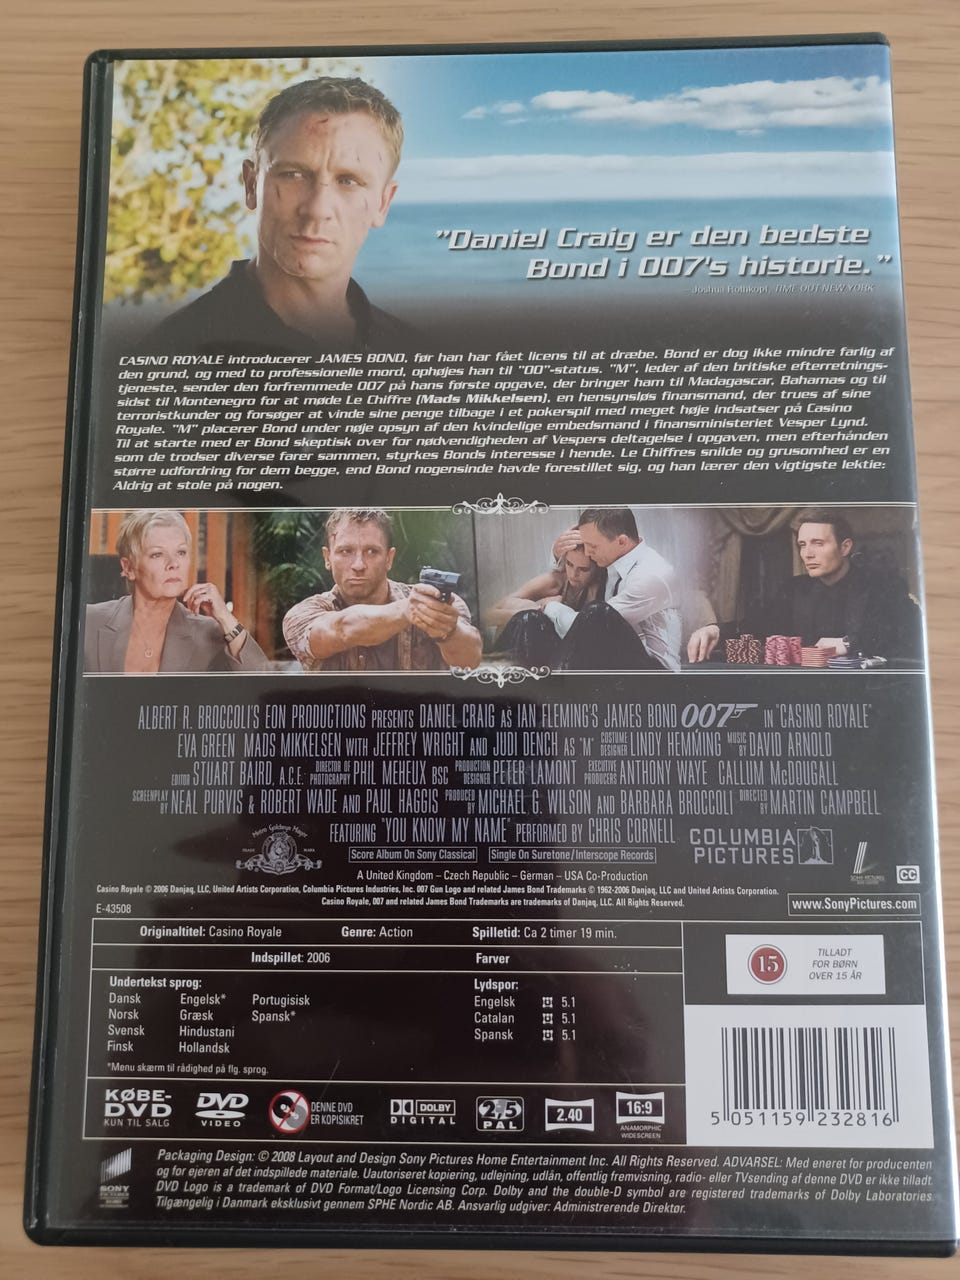 "Daniel Craig er den bedste
Bond i 007's historie."
– Joshua Rothkopf, TIME OUT NEW YORK
CASINO ROYALE introducerer JAMES BOND, før han har fået licens til at dræbe. Bond er dog ikke mindre farlig af
den grund, og med to professionelle mord, ophøjes han til "00"-status. "M", leder af den britiske efterretnings-
tjeneste, sender den forfremmede 007 på hans første opgave, der bringer ham til Madagascar, Bahamas og til
sidst til Montenegro for at møde Le Chiffre (Mads Mikkelsen), en hensynsløs finansmand, der trues af sine
terroristkunder og forsøger at vinde sine penge tilbage i et pokerspil med meget høje indsatser på Casino
Royale. "M" placerer Bond under nøje opsyn af den kvindelige embedsmand i finansministeriet Vesper Lynd.
Til at starte med er Bond skeptisk over for nødvendigheden af Vespers deltagelse i opgaven, men efterhånden
som de trodser diverse farer sammen, styrkes Bonds interesse i hende. Le Chiffres snilde og grusomhed er en
større udfordring for dem begge, end Bond nogensinde havde forestillet sig, og han lærer den vigtigste lektie:
Aldrig at stole på nogen.
ALBERT R. BROCCOLI'S EON PRODUCTIONS PRESENTS DANIEL CRAIG AS IAN FLEMING'S JAMES BOND 007 IN "CASINO ROYALE"
EVA GREEN MADS MIKKELSEN WITH JEFFREY WRIGHT AND JUDI DENCH AS "M" COSTUME DESIGNER LINDY HEMMING MUSIC BY DAVID ARNOLD
EDITOR STUART BAIRD, A.C.E. DIRECTOR OF PHOTOGRAPHY PHIL MEHEUX BSC PRODUCTION DESIGNER PETER LAMONT EXECUTIVE PRODUCERS ANTHONY WAYE CALLUM McDOUGALL
SCREENPLAY BY NEAL PURVIS & ROBERT WADE AND PAUL HAGGIS PRODUCED BY MICHAEL G. WILSON AND BARBARA BROCCOLI DIRECTED BY MARTIN CAMPBELL
FEATURING "YOU KNOW MY NAME" PERFORMED BY CHRIS CORNELL
Metro Goldwyn Mayer
TRADE MARK
COLUMBIA
PICTURES
Score Album On Sony Classical Single On Suretone/Interscope Records
A United Kingdom – Czech Republic – German – USA Co-Production
CC
Casino Royale © 2006 Danjaq, LLC, United Artists Corporation, Columbia Pictures Industries, Inc. 007 Gun Logo and related James Bond Trademarks © 1962-2006 Danjaq, LLC and United Artists Corporation.
Casino Royale, 007 and related James Bond Trademarks are trademarks of Danjaq, LLC. All Rights Reserved.
E-43508
www.SonyPictures.com
Originaltitel: Casino Royale Genre: Action Spilletid: Ca 2 timer 19 min.
Indspillet: 2006 Farver
Undertekst sprog:
Dansk Engelsk* Portugisisk
Norsk Græsk Spansk*
Svensk Hindustani
Finsk Hollandsk
*Menu skærm til rådighed på flg. sprog.
Lydspor:
Engelsk 5.1
Catalan 5.1
Spansk 5.1
15
TILLADT
FOR BØRN
OVER 15 ÅR
5 051159 232816
KØBE-
DVD
KUN TIL SALG
DVD
VIDEO
DENNE DVD
ER KOPISIKRET
DOLBY
DIGITAL
2,5
PAL
2.40
16:9
ANAMORPHIC
WIDESCREEN
SONY
Packaging Design: © 2008 Layout and Design Sony Pictures Home Entertainment Inc. All Rights Reserved. ADVARSEL: Med eneret for producenten
og for ejeren af det indspillede materiale. Uautoriseret kopiering, udlejning, udlån, offentlig fremvisning, radio- eller TVsending af denne DVD er ikke tilladt.
DVD Logo is a trademark of DVD Format/Logo Licensing Corp. Dolby and the double-D symbol are registered trademarks of Dolby Laboratories.
Tilgængelig i Danmark eksklusivt gennem SPHE Nordic AB. Ansvarlig udgiver: Administrerende Direktør.